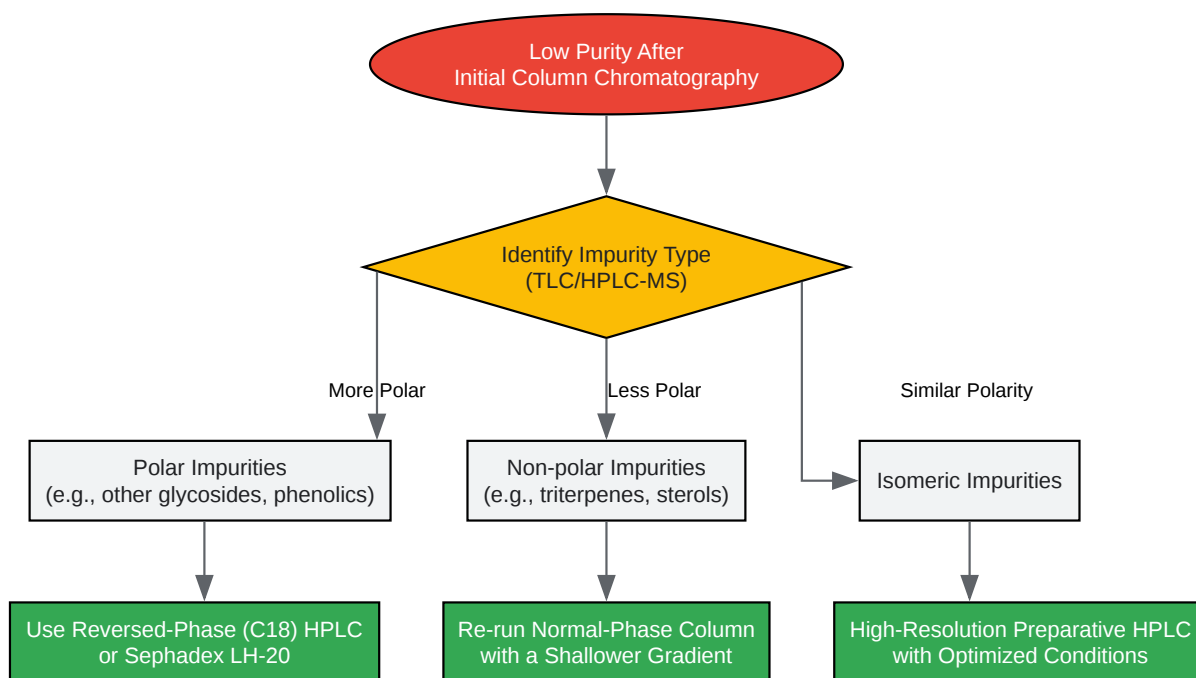 Low Purity After
Initial Column Chromatography
Identify Impurity Type
(TLC/HPLC-MS)
More Polar
Less Polar
Similar Polarity
Polar Impurities
(e.g., other glycosides, phenolics)
Non-polar Impurities
(e.g., triterpenes, sterols)
Isomeric Impurities
Use Reversed-Phase (C18) HPLC
or Sephadex LH-20
Re-run Normal-Phase Column
with a Shallower Gradient
High-Resolution Preparative HPLC
with Optimized Conditions